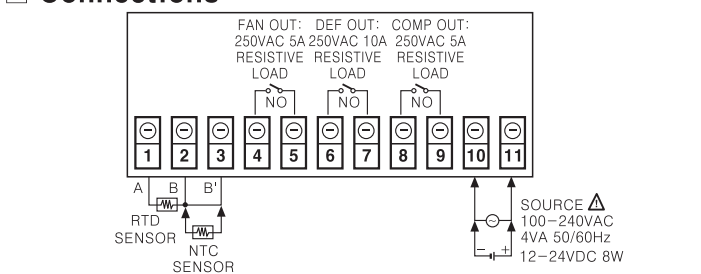 Connections
FAN OUT: DEF OUT: COMP OUT:
250VAC 5A 250VAC 10A 250VAC 5A
RESISTIVE RESISTIVE RESISTIVE
LOAD LOAD LOAD
NO NO NO
1 2 3 4 5 6 7 8 9 10 11
A B B'
RTD
SENSOR
NTC
SENSOR
SOURCE ⚠
100-240VAC
4VA 50/60Hz
- + 12-24VDC 8W